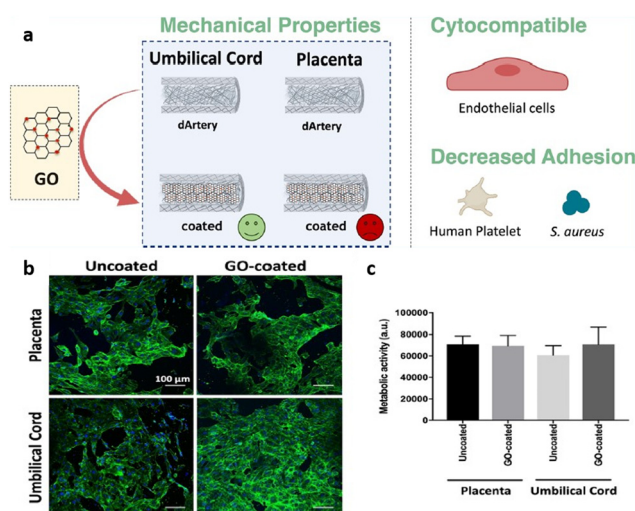 a
Mechanical Properties
Umbilical Cord
Placenta
dArtery
dArtery
GO
coated
coated
Cytocompatible
Endothelial cells
Decreased Adhesion
Human Platelet
S. aureus
b
Uncoated
GO-coated
Placenta
100 µm
Umbilical Cord
c
Metabolic activity (a.u.)
100000
80000
60000
40000
20000
0
Uncoated
GO-coated
Uncoated
GO-coated
Placenta
Umbilical Cord